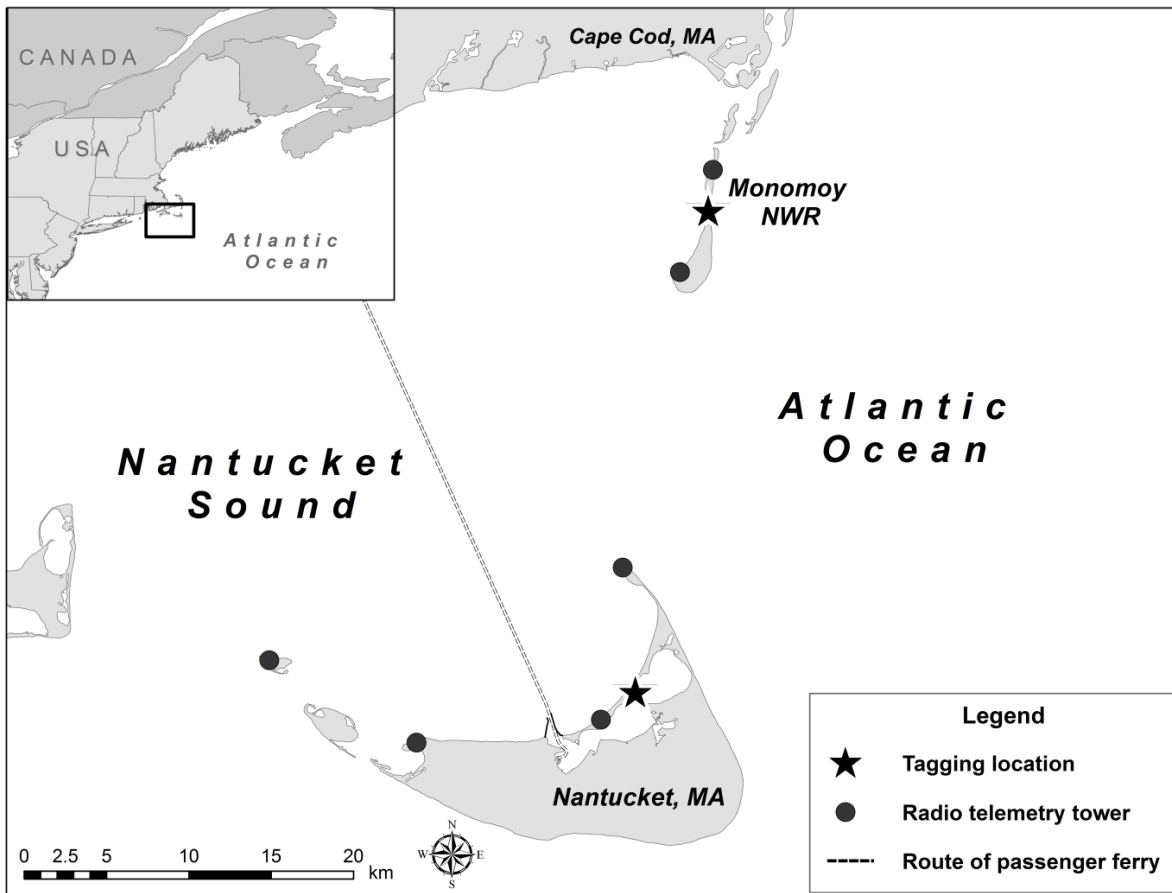 CANADA
USA
Atlantic
Ocean
Cape Cod, MA
Monomoy
NWR
Atlantic
Ocean
Nantucket
Sound
Nantucket, MA
N
W
E
S
0 2.5 5 10 15 20
km
Legend
Tagging location
Radio telemetry tower
Route of passenger ferry